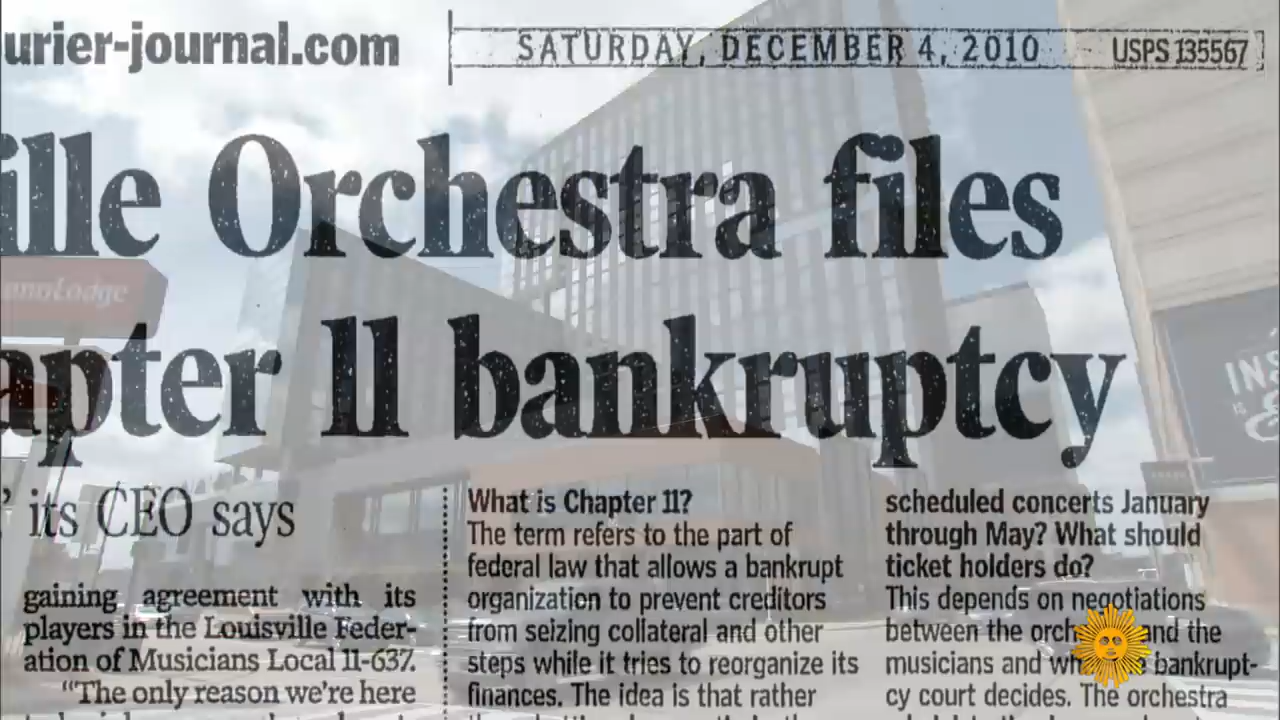 urier-journal.com
SATURDAY, DECEMBER 4, 2010
USPS 135567
ille Orchestra files
apter 11 bankruptcy
’ its CEO says
gaining agreement with its
players in the Louisville Feder-
ation of Musicians Local 11-637.
“The only reason we’re here
What is Chapter 11?
The term refers to the part of
federal law that allows a bankrupt
organization to prevent creditors
from seizing collateral and other
steps while it tries to reorganize its
finances. The idea is that rather
scheduled concerts January
through May? What should
ticket holders do?
This depends on negotiations
between the orch and the
musicians and wh bankrupt-
cy court decides. The orchestra
INS
IS